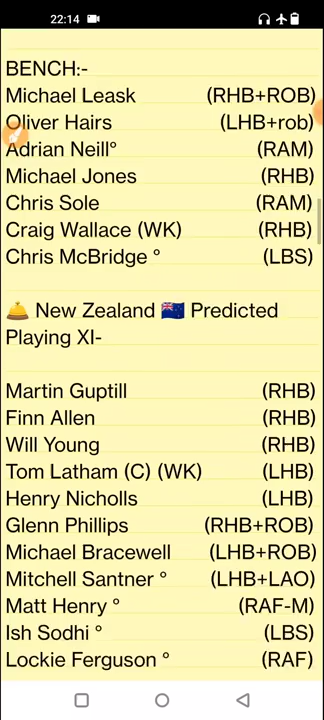 22:14
BENCH:-
Michael Leask (RHB+ROB)
Oliver Hairs (LHB+rob)
Adrian Neill° (RAM)
Michael Jones (RHB)
Chris Sole (RAM)
Craig Wallace (WK) (RHB)
Chris McBridge ° (LBS)
🛎️ New Zealand 🇳🇿 Predicted
Playing XI-
Martin Guptill (RHB)
Finn Allen (RHB)
Will Young (RHB)
Tom Latham (C) (WK) (LHB)
Henry Nicholls (LHB)
Glenn Phillips (RHB+ROB)
Michael Bracewell (LHB+ROB)
Mitchell Santner ° (LHB+LAO)
Matt Henry ° (RAF-M)
Ish Sodhi ° (LBS)
Lockie Ferguson ° (RAF)